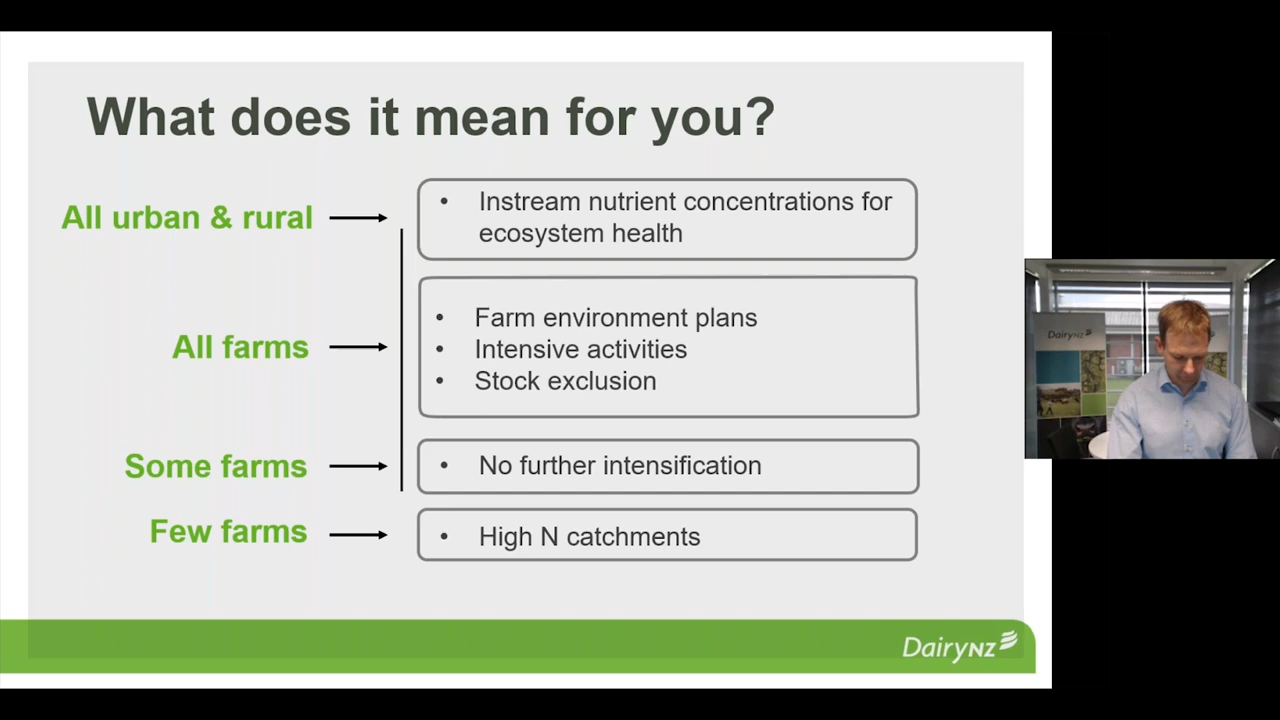 What does it mean for you?
All urban & rural
• Instream nutrient concentrations for
ecosystem health
All farms
• Farm environment plans
• Intensive activities
• Stock exclusion
Some farms
• No further intensification
Few farms
• High N catchments
DairyNZ
DairyNZ